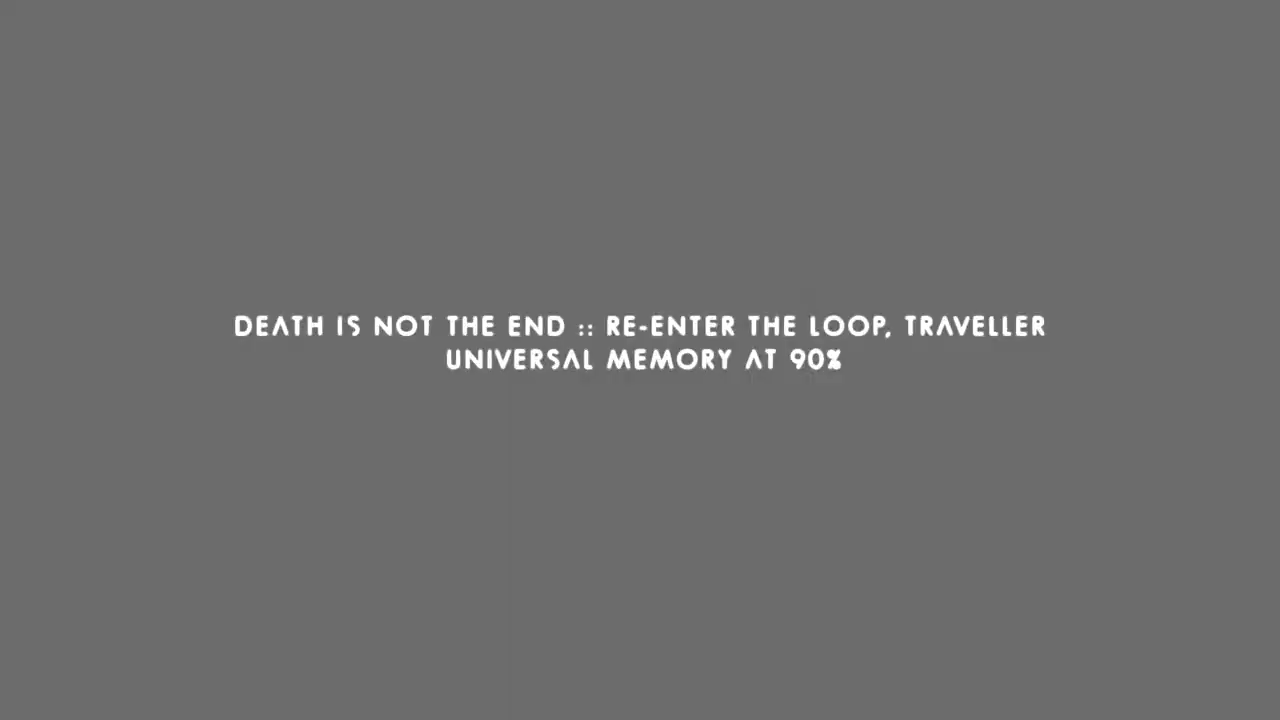 DEATH IS NOT THE END :: RE-ENTER THE LOOP, TRAVELLER
UNIVERSAL MEMORY AT 90%